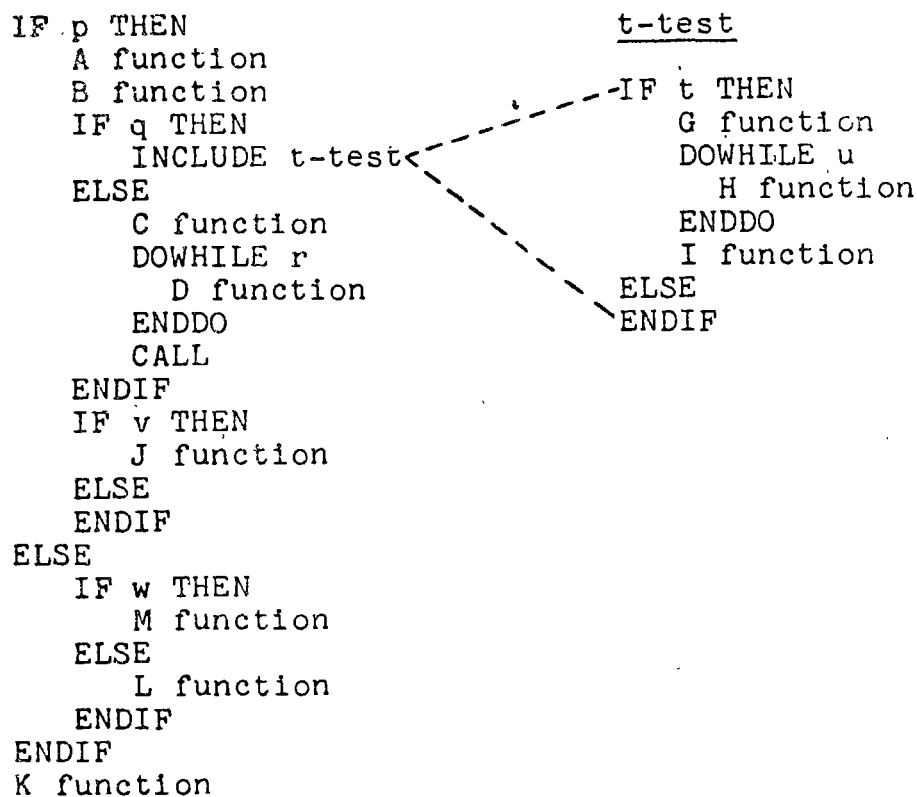 IF p THEN
A function
B function
IF q THEN
INCLUDE t-test
ELSE
C function
DOWHILE r
D function
ENDDO
CALL
ENDIF
IF v THEN
J function
ELSE
ENDIF
ELSE
IF w THEN
M function
ELSE
L function
ENDIF
ENDIF
K function
t-test
IF t THEN
G function
DOWHILE u
H function
ENDDO
I function
ELSE
ENDIF